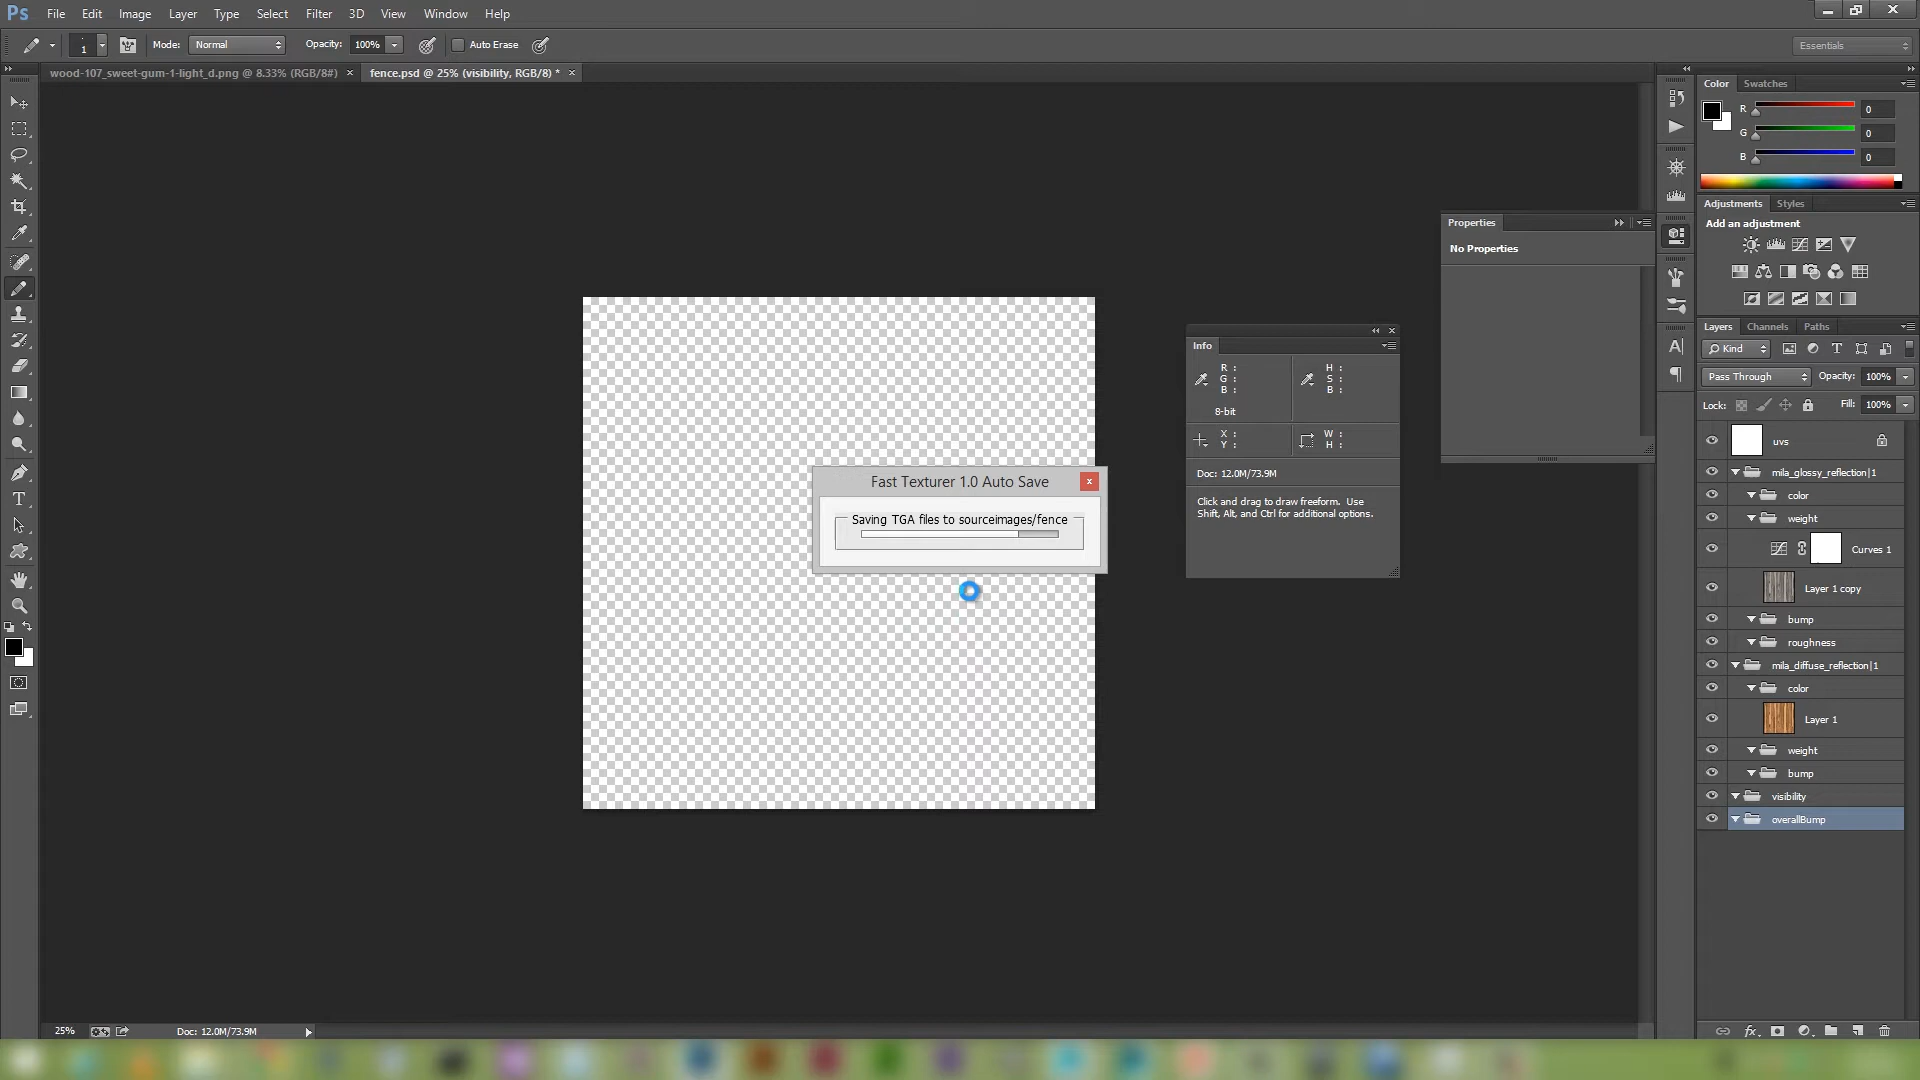 Ps File Edit Image Layer Type Select Filter 3D View Window Help
1 Mode: Normal Opacity: 100% Auto Erase Essentials
wood-107_sweet-gum-1-light_d.png @ 8.33% (RGB/8#) × fence.psd @ 25% (visibility, RGB/8) * ×
Color Swatches
R 0
G 0
B 0
Adjustments Styles
Add an adjustment
Properties
No Properties
Layers Channels Paths
Kind
Pass Through Opacity: 100%
Lock: Fill: 100%
Info
R : H :
G : S :
B : B :
8-bit
X : W :
Y : H :
Doc: 12.0M/73.9M
Click and drag to draw freeform. Use
Shift, Alt, and Ctrl for additional options.
Fast Texturer 1.0 Auto Save
Saving TGA files to sourceimages/fence
uvs
mila_glossy_reflection|1
color
weight
Curves 1
Layer 1 copy
bump
roughness
mila_diffuse_reflection|1
color
Layer 1
weight
bump
visibility
overallBump
25% Doc: 12.0M/73.9M